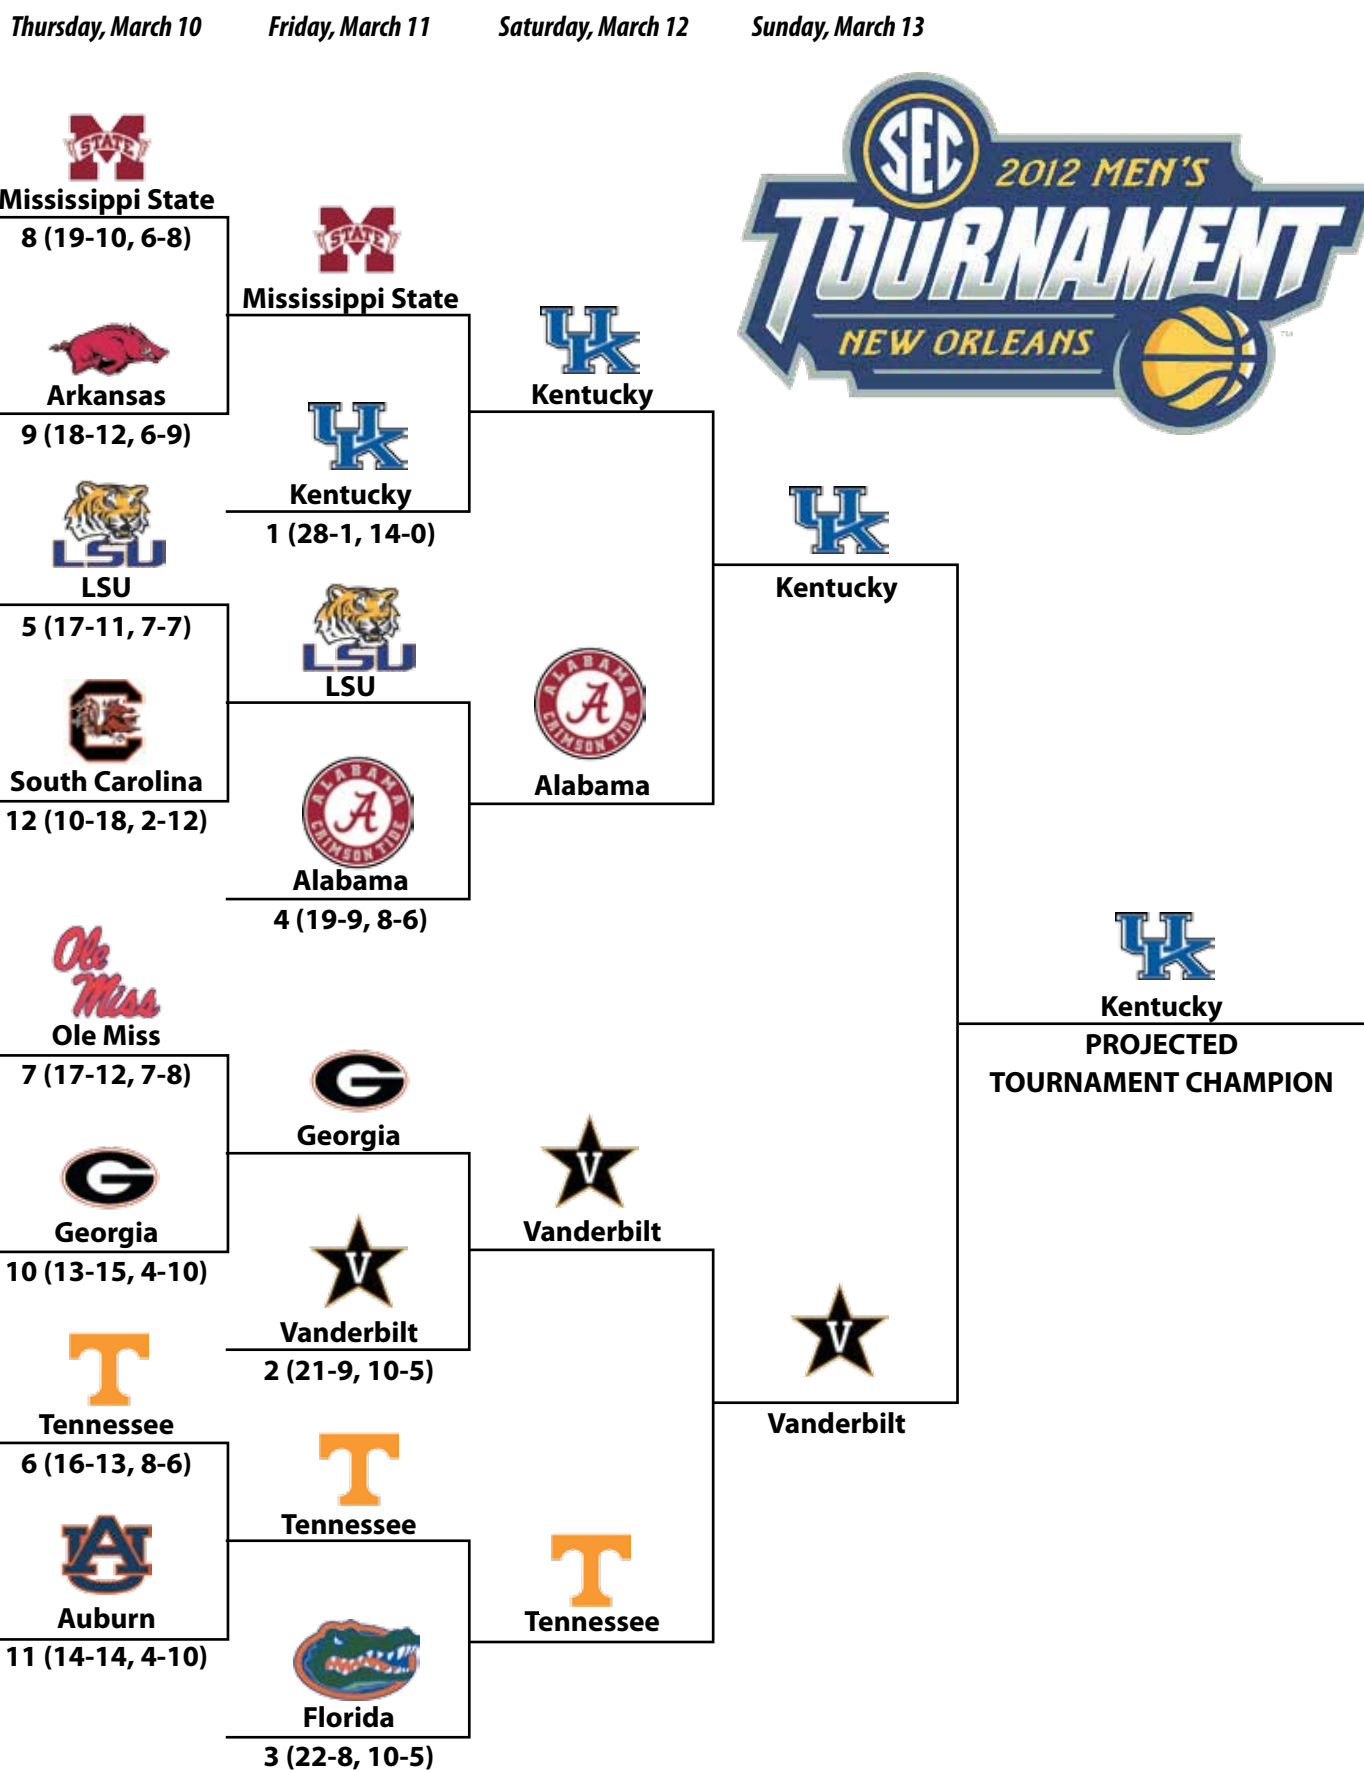 Thursday, March 10
Friday, March 11
Saturday, March 12
Sunday, March 13
SEC
2012 MEN'S
TOURNAMENT
NEW ORLEANS
TM
STATE
Mississippi State
8 (19-10, 6-8)
Arkansas
9 (18-12, 6-9)
LSU
LSU
5 (17-11, 7-7)
South Carolina
12 (10-18, 2-12)
Ole
Miss
Ole Miss
7 (17-12, 7-8)
G
Georgia
10 (13-15, 4-10)
T
Tennessee
6 (16-13, 8-6)
AU
Auburn
11 (14-14, 4-10)
STATE
Mississippi State
UK
Kentucky
1 (28-1, 14-0)
LSU
LSU
ALABAMA
A
CRIMSON TIDE
Alabama
4 (19-9, 8-6)
G
Georgia
V
Vanderbilt
2 (21-9, 10-5)
T
Tennessee
Florida
3 (22-8, 10-5)
UK
Kentucky
ALABAMA
A
CRIMSON TIDE
Alabama
V
Vanderbilt
T
Tennessee
UK
Kentucky
V
Vanderbilt
UK
Kentucky
PROJECTED
TOURNAMENT CHAMPION